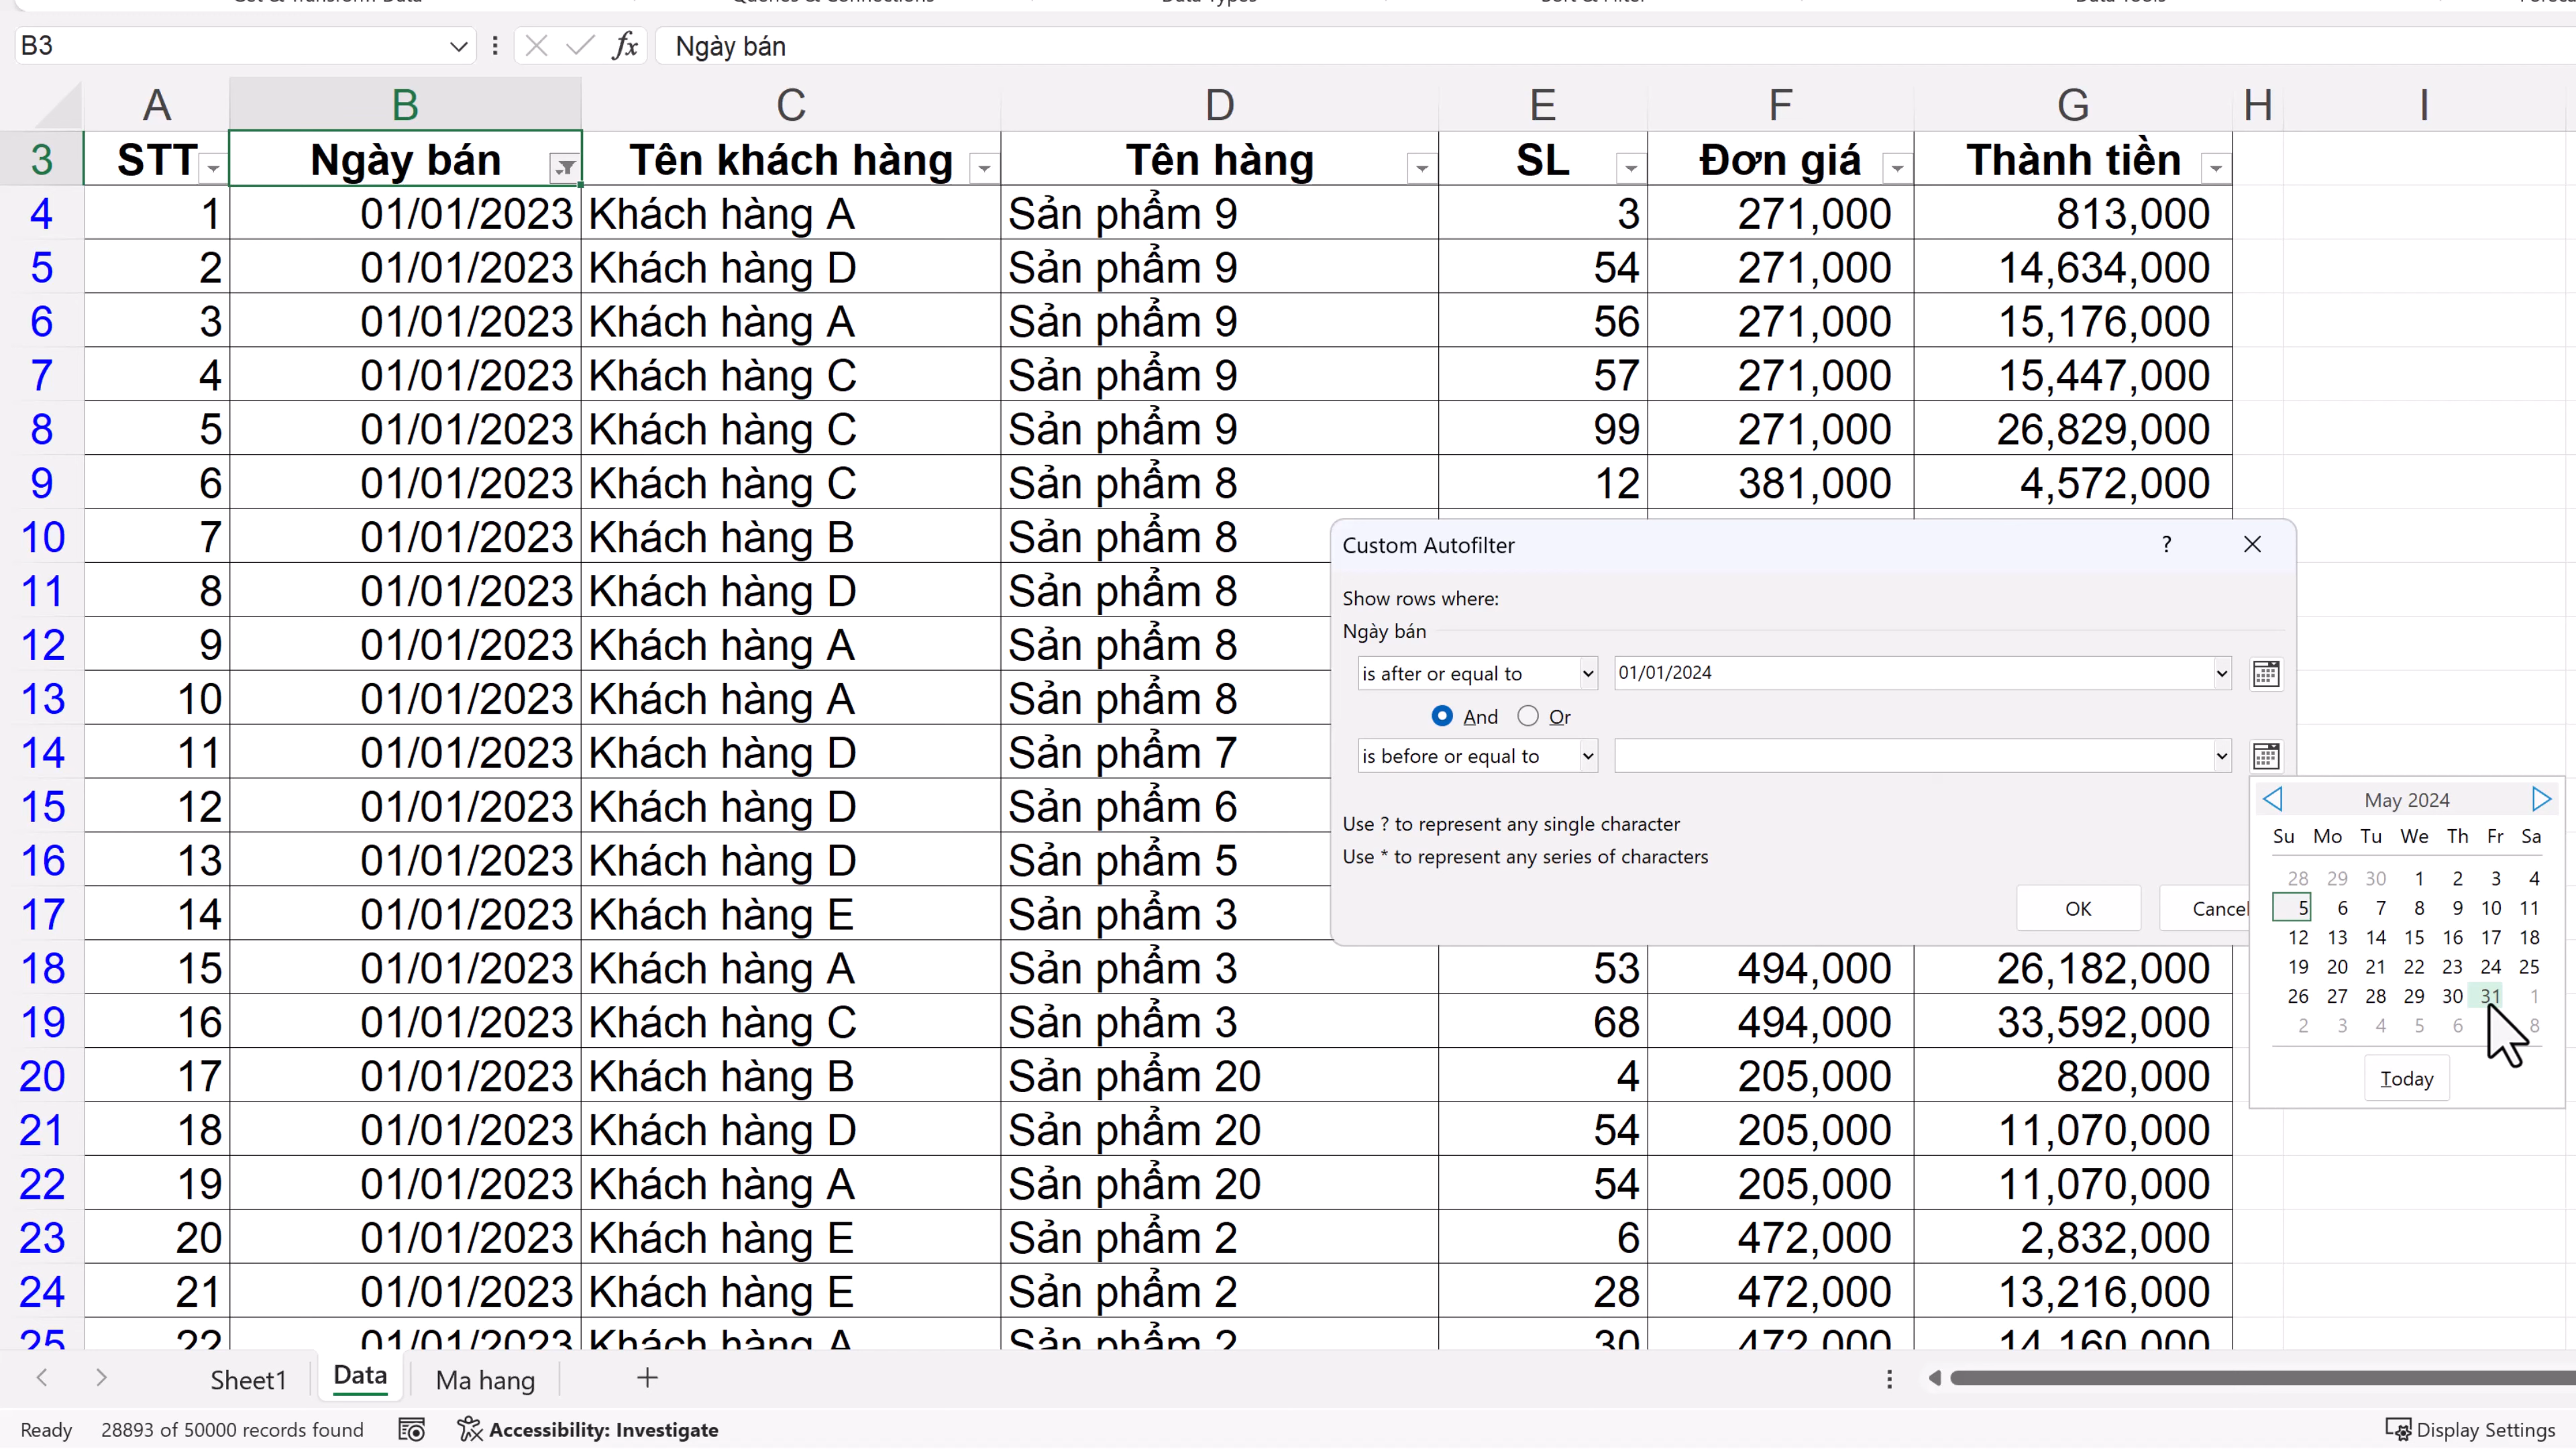 Get & Transform Data Queries & Connections Data Types Sort & Filter Data Tools
B3 fx Ngày bán
A B C D E F G H I
3 STT Ngày bán Tên khách hàng Tên hàng SL Đơn giá Thành tiền
4 1 01/01/2023 Khách hàng A Sản phẩm 9 3 271,000 813,000
5 2 01/01/2023 Khách hàng D Sản phẩm 9 54 271,000 14,634,000
6 3 01/01/2023 Khách hàng A Sản phẩm 9 56 271,000 15,176,000
7 4 01/01/2023 Khách hàng C Sản phẩm 9 57 271,000 15,447,000
8 5 01/01/2023 Khách hàng C Sản phẩm 9 99 271,000 26,829,000
9 6 01/01/2023 Khách hàng C Sản phẩm 8 12 381,000 4,572,000
10 7 01/01/2023 Khách hàng B Sản phẩm 8
11 8 01/01/2023 Khách hàng D Sản phẩm 8
12 9 01/01/2023 Khách hàng A Sản phẩm 8
13 10 01/01/2023 Khách hàng A Sản phẩm 8
14 11 01/01/2023 Khách hàng D Sản phẩm 7
15 12 01/01/2023 Khách hàng D Sản phẩm 6
16 13 01/01/2023 Khách hàng D Sản phẩm 5
17 14 01/01/2023 Khách hàng E Sản phẩm 3
18 15 01/01/2023 Khách hàng A Sản phẩm 3 53 494,000 26,182,000
19 16 01/01/2023 Khách hàng C Sản phẩm 3 68 494,000 33,592,000
20 17 01/01/2023 Khách hàng B Sản phẩm 20 4 205,000 820,000
21 18 01/01/2023 Khách hàng D Sản phẩm 20 54 205,000 11,070,000
22 19 01/01/2023 Khách hàng A Sản phẩm 20 54 205,000 11,070,000
23 20 01/01/2023 Khách hàng E Sản phẩm 2 6 472,000 2,832,000
24 21 01/01/2023 Khách hàng E Sản phẩm 2 28 472,000 13,216,000
25 22 01/01/2023 Khách hàng A Sản phẩm 2 30 472,000 14,160,000
Custom Autofilter ?
Show rows where:
Ngày bán
is after or equal to 01/01/2024
And Or
is before or equal to
Use ? to represent any single character
Use * to represent any series of characters
OK Cancel
May 2024
Su Mo Tu We Th Fr Sa
28 29 30 1 2 3 4
5 6 7 8 9 10 11
12 13 14 15 16 17 18
19 20 21 22 23 24 25
26 27 28 29 30 31 1
2 3 4 5 6 8
Today
Sheet1 Data Ma hang +
Ready 28893 of 50000 records found Accessibility: Investigate Display Settings